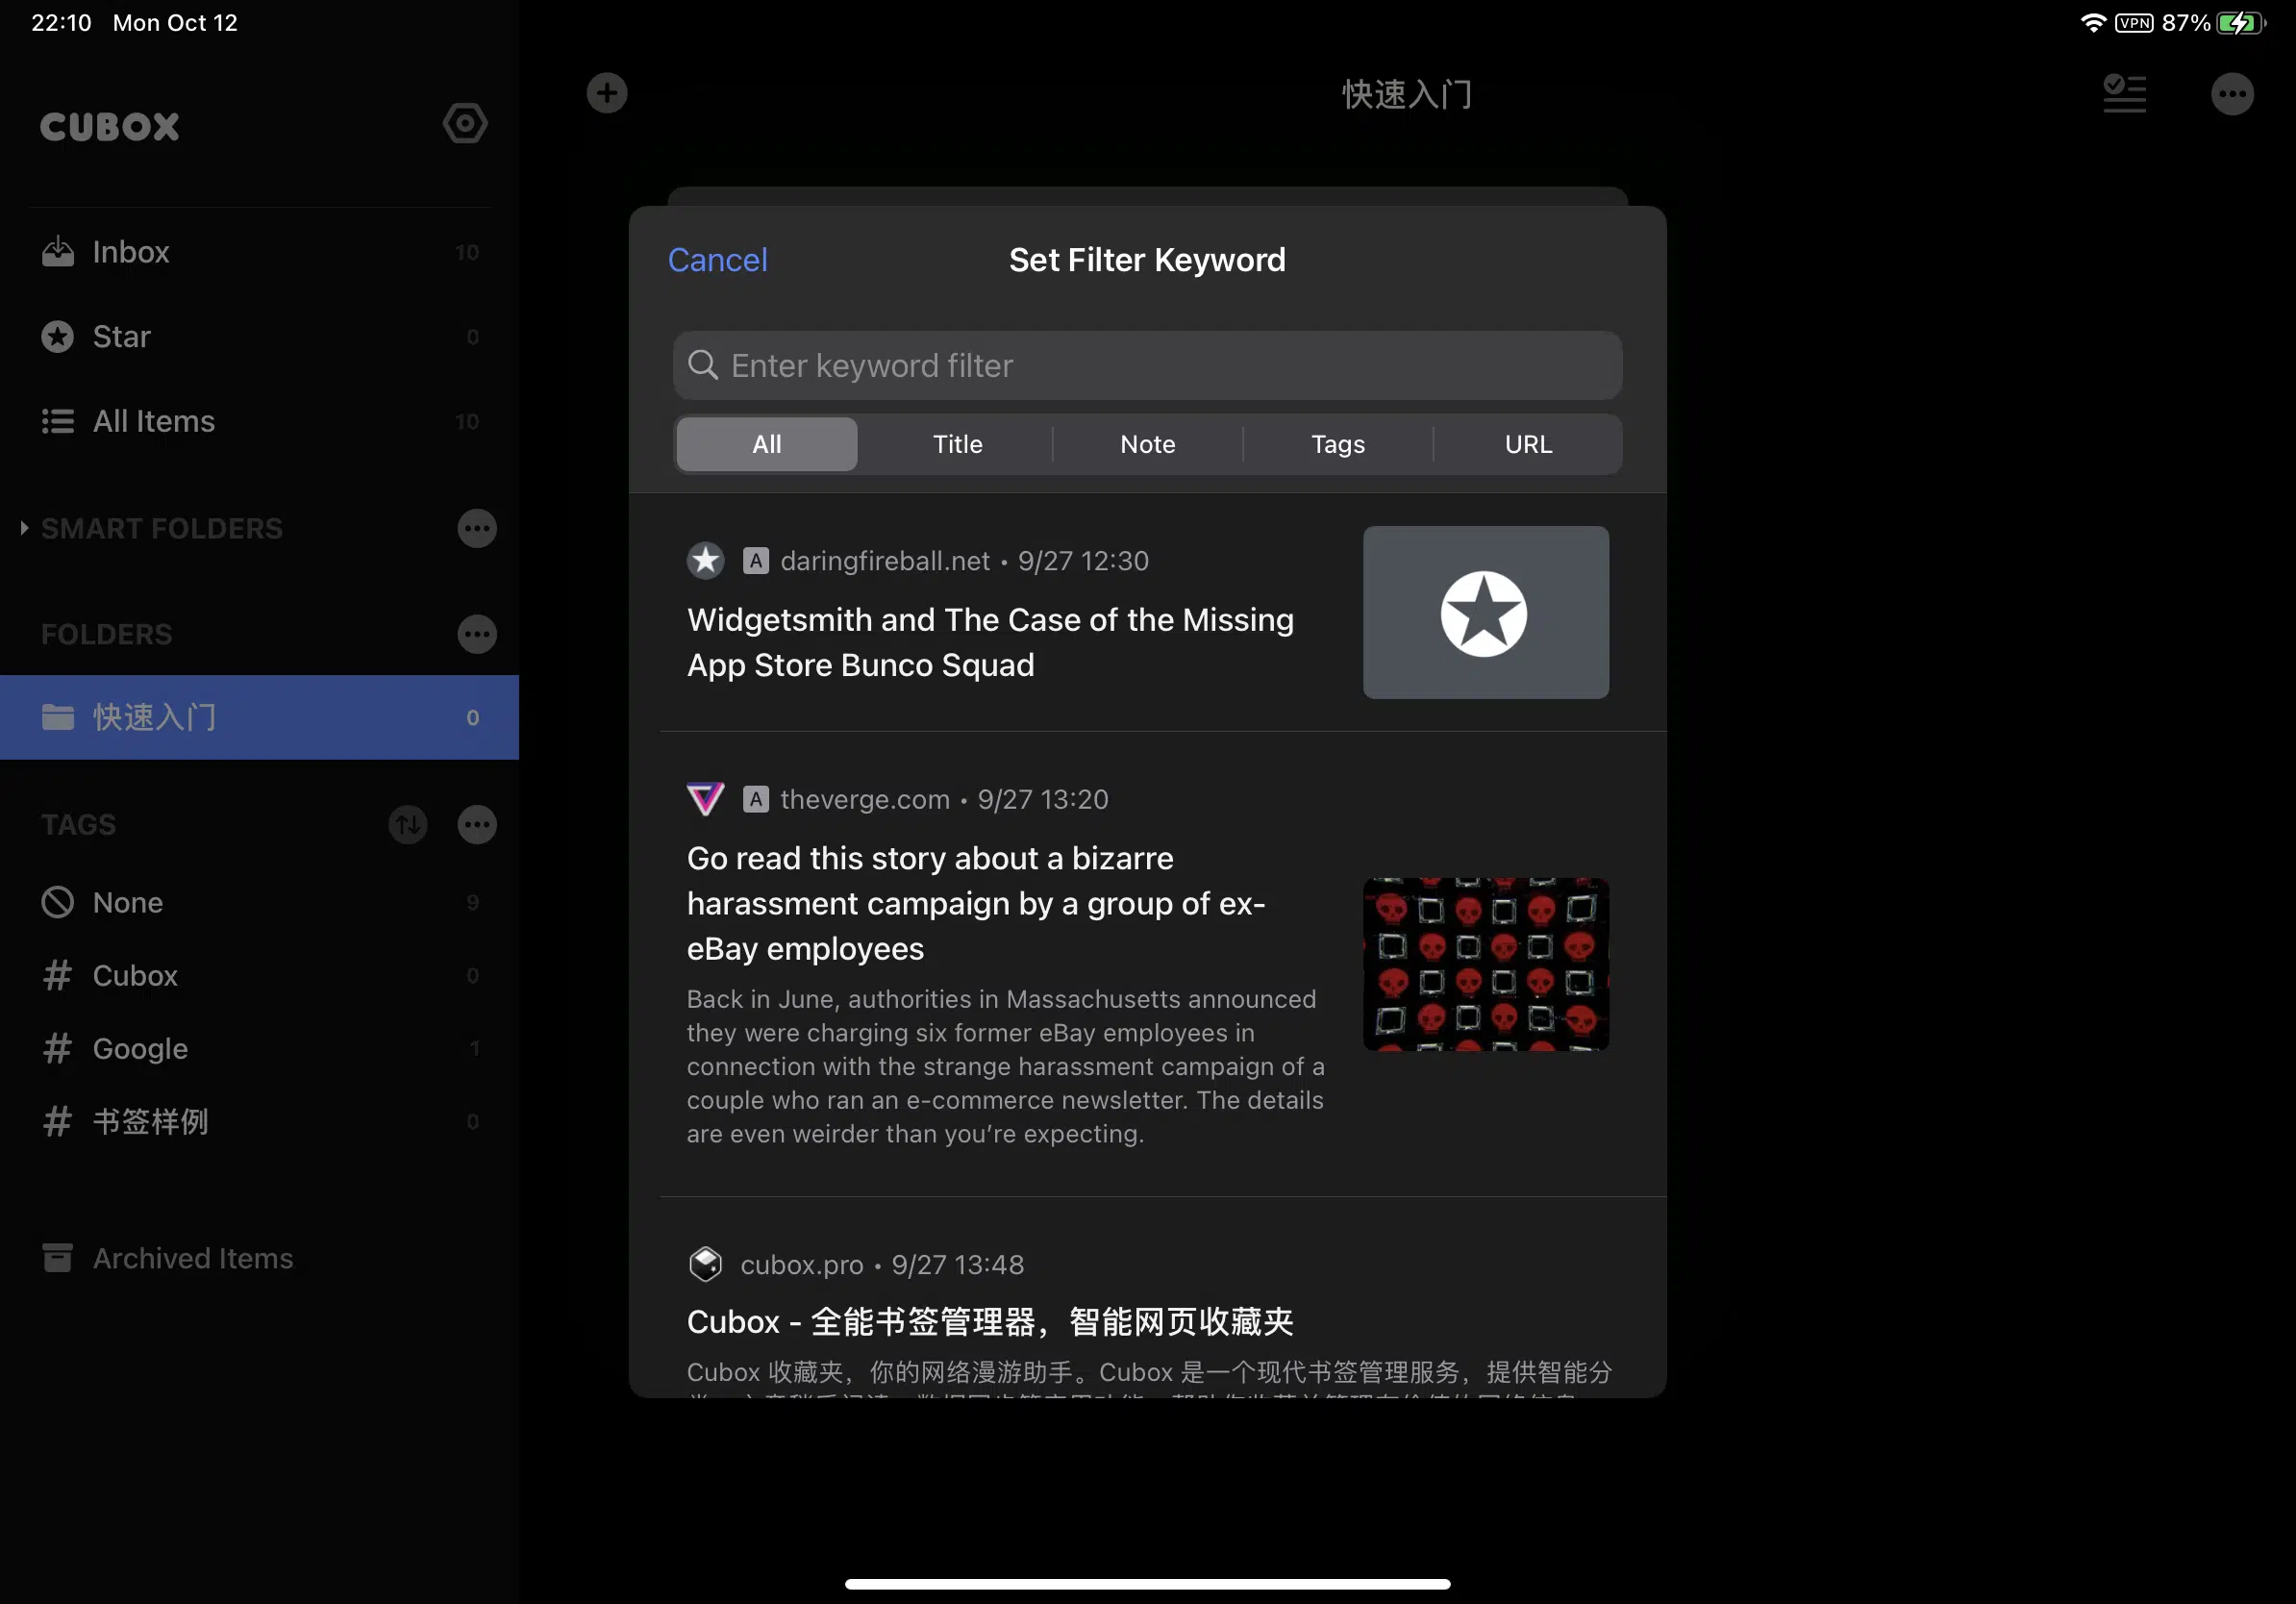 22:10 Mon Oct 12
VPN 87%
CUBOX
快速入门
Inbox 10
Star 0
All Items 10
SMART FOLDERS
FOLDERS
快速入门 0
TAGS
None 9
Cubox 0
Google 1
书签样例 0
Archived Items
Cancel
Set Filter Keyword
Enter keyword filter
All Title Note Tags URL
A daringfireball.net • 9/27 12:30
Widgetsmith and The Case of the Missing
App Store Bunco Squad
A theverge.com • 9/27 13:20
Go read this story about a bizarre
harassment campaign by a group of ex-
eBay employees
Back in June, authorities in Massachusetts announced
they were charging six former eBay employees in
connection with the strange harassment campaign of a
couple who ran an e-commerce newsletter. The details
are even weirder than you’re expecting.
cubox.pro • 9/27 13:48
Cubox - 全能书签管理器，智能网页收藏夹
Cubox 收藏夹，你的网络漫游助手。Cubox 是一个现代书签管理服务，提供智能分